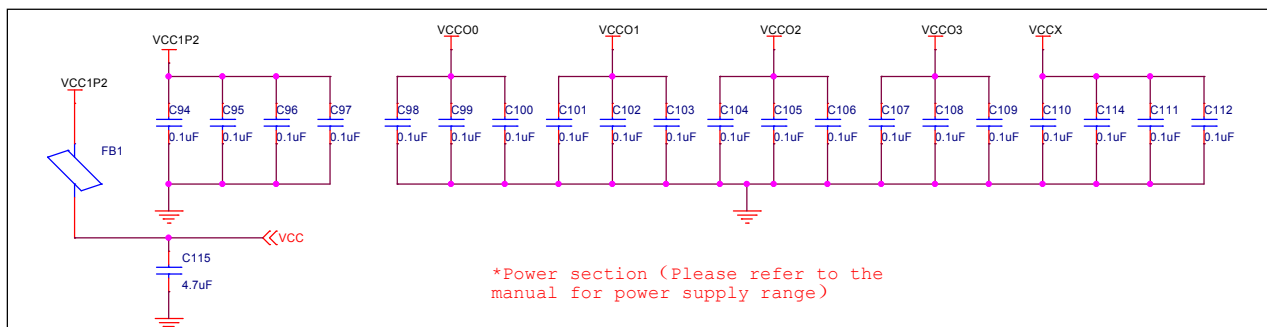 VCCO0 VCCO1 VCCO2 VCCO3 VCCX
VCC1P2
VCC1P2
C94 C95 C96 C97 C98 C99 C100 C101 C102 C103 C104 C105 C106 C107 C108 C109 C110 C114 C111 C112
0.1uF 0.1uF 0.1uF 0.1uF 0.1uF 0.1uF 0.1uF 0.1uF 0.1uF 0.1uF 0.1uF 0.1uF 0.1uF 0.1uF 0.1uF 0.1uF 0.1uF 0.1uF 0.1uF 0.1uF
FB1
VCC
C115
4.7uF
*Power section（Please refer to the
manual for power supply range）